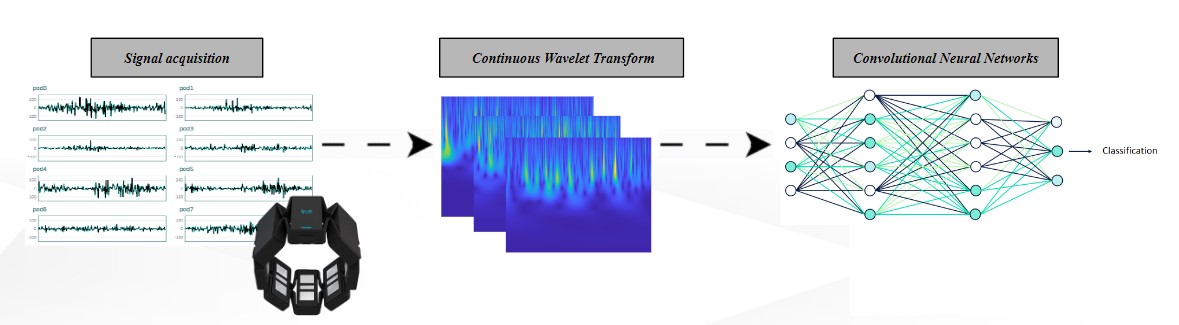 Signal acquisition
Continuous Wavelet Transform
Convolutional Neural Networks
pod0
pod1
pod2
pod3
pod4
pod5
pod6
pod7
Classification